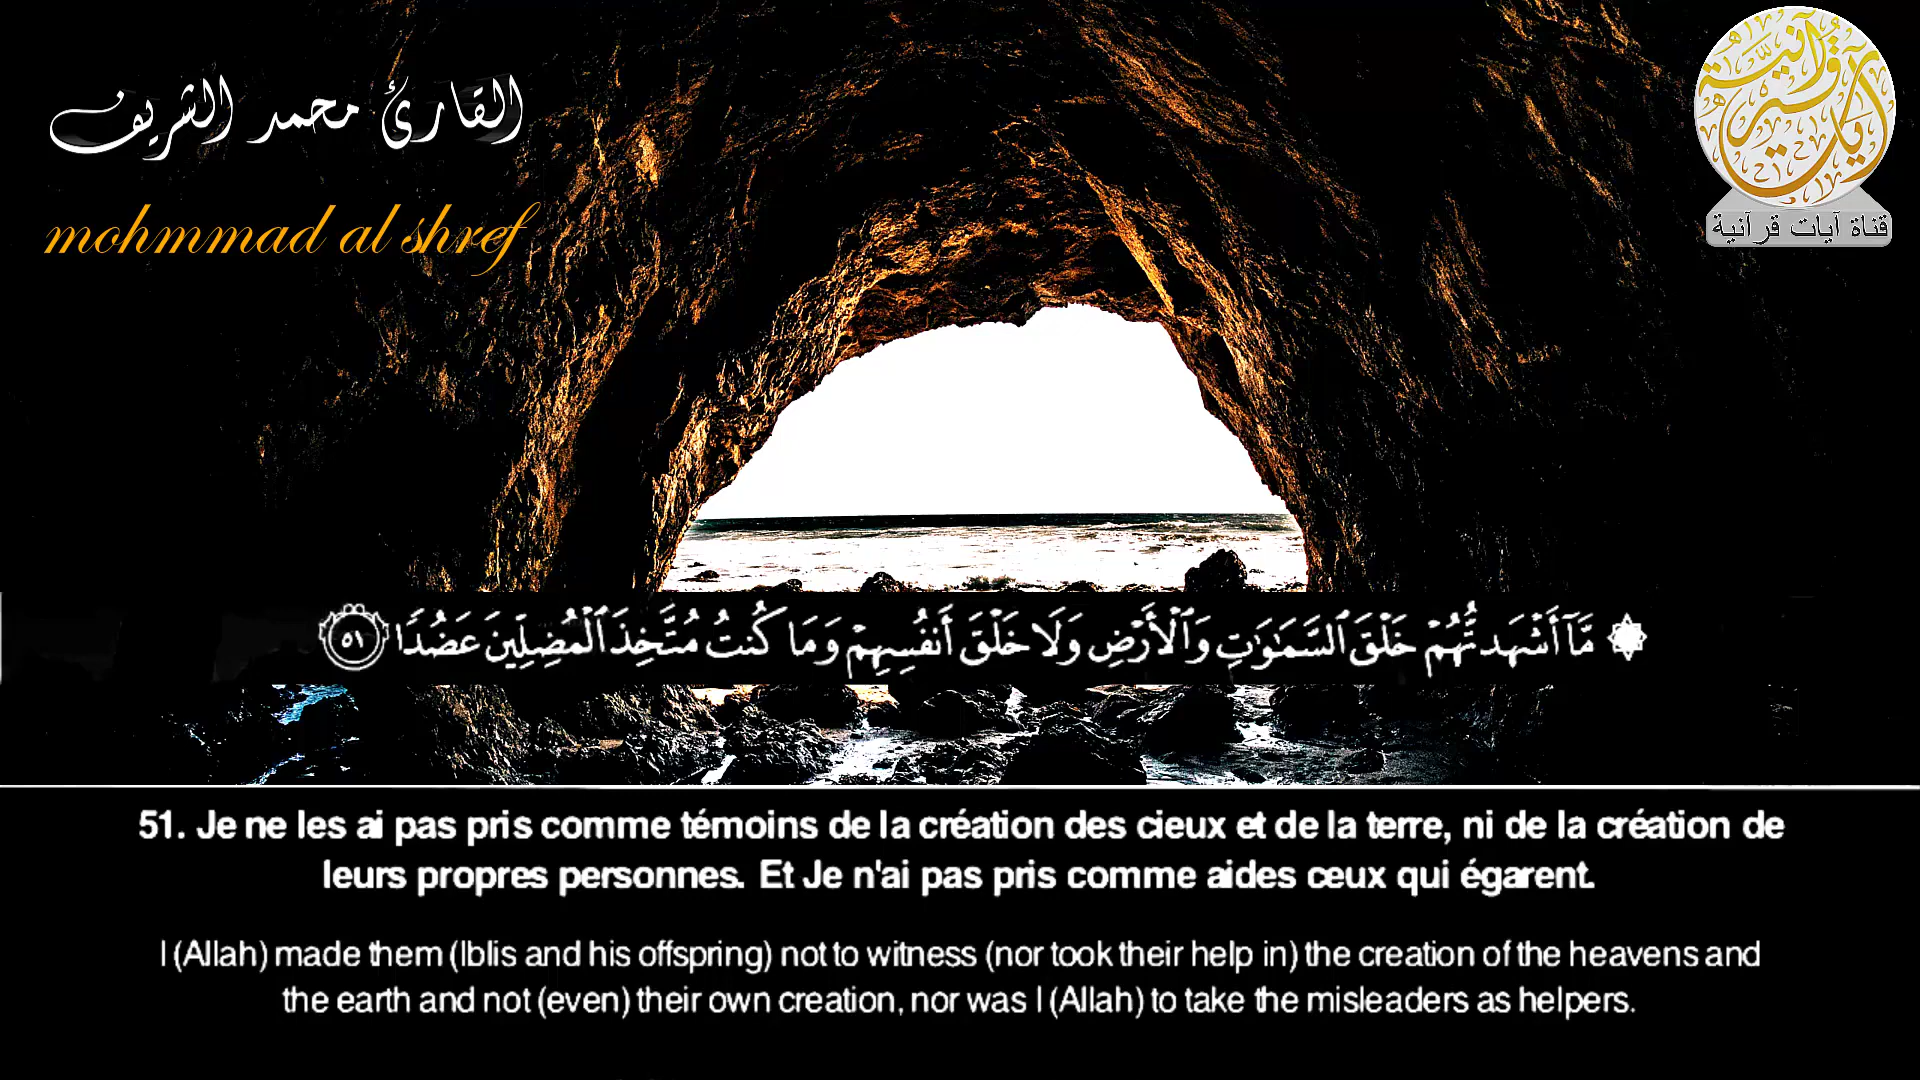 القارئ محمد الشريف
mohmmad al shref
آيات قرآنية
قناة آيات قرآنية
۞ مَّآ أَشْهَدتُّهُمْ خَلْقَ ٱلسَّمَٰوَٰتِ وَٱلْأَرْضِ وَلَا خَلْقَ أَنفُسِهِمْ وَمَا كُنتُ مُتَّخِذَ ٱلْمُضِلِّينَ عَضُدًا ٥١
51. Je ne les ai pas pris comme témoins de la création des cieux et de la terre, ni de la création de
leurs propres personnes. Et Je n'ai pas pris comme aides ceux qui égarent.
I (Allah) made them (Iblis and his offspring) not to witness (nor took their help in) the creation of the heavens and
the earth and not (even) their own creation, nor was I (Allah) to take the misleaders as helpers.